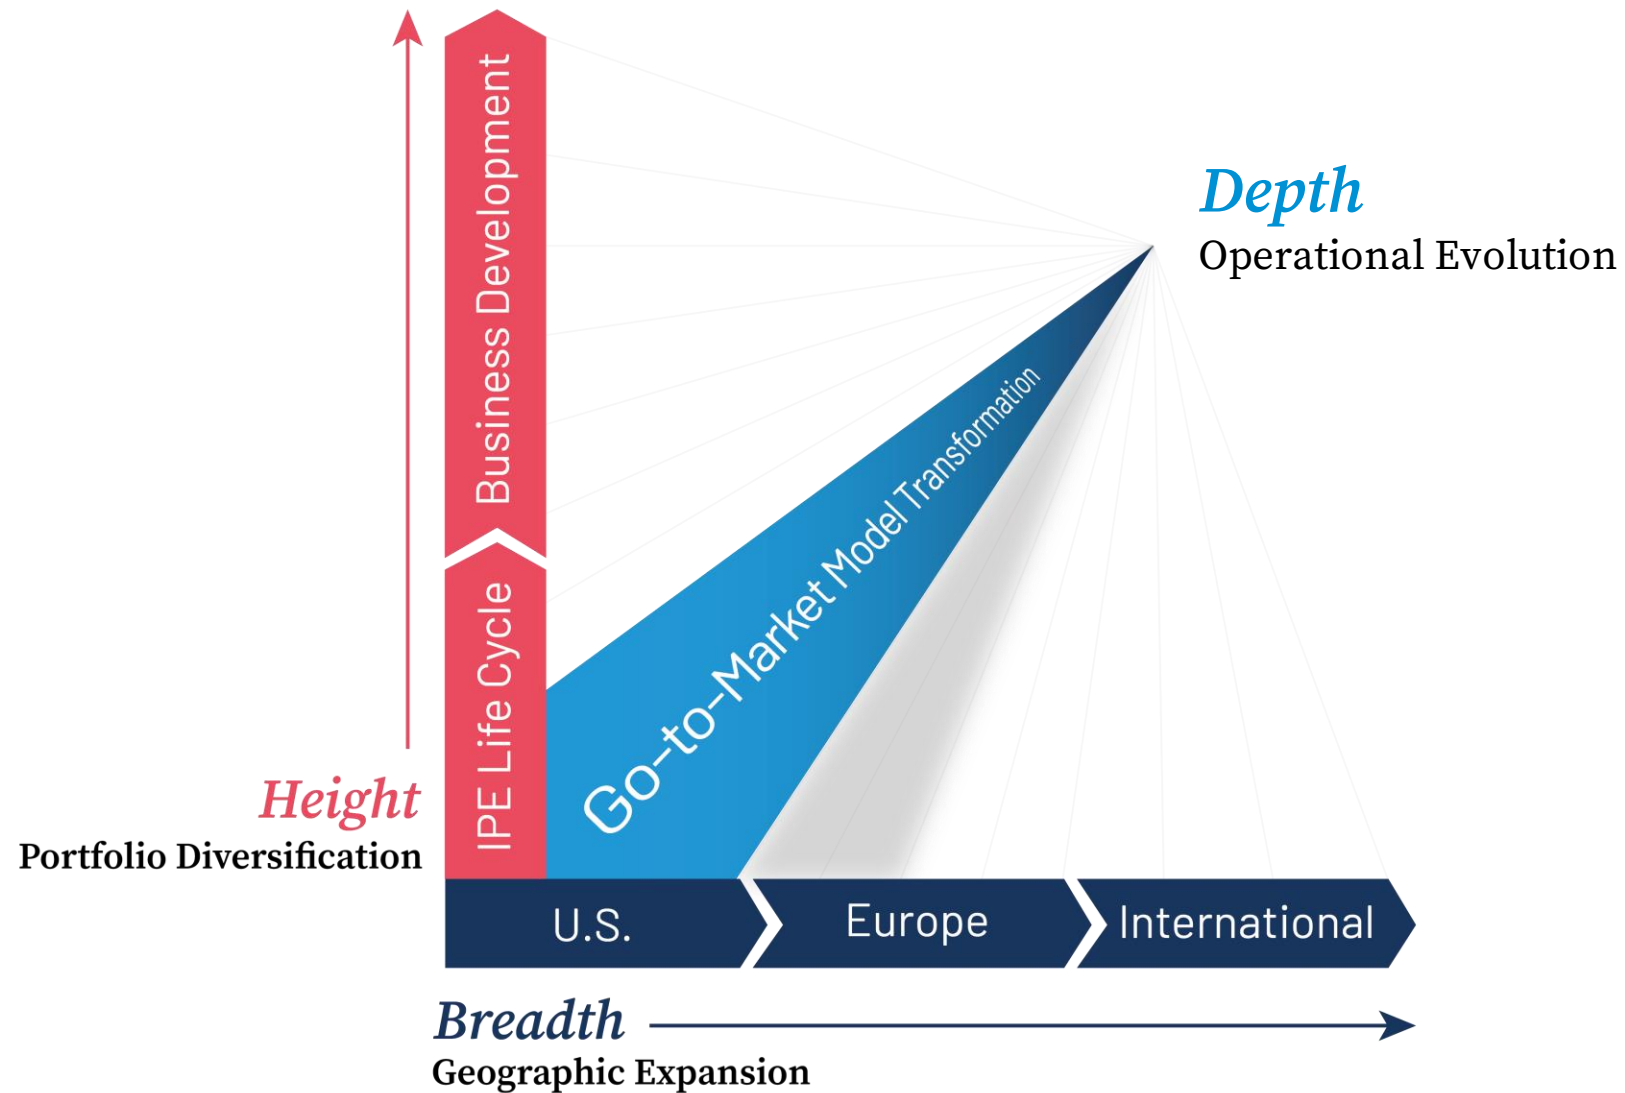 Business Development
IPE Life Cycle
Height
Portfolio Diversification
Depth
Operational Evolution
Go-to-Market Model Transformation
U.S.
Europe
International
Breadth
Geographic Expansion